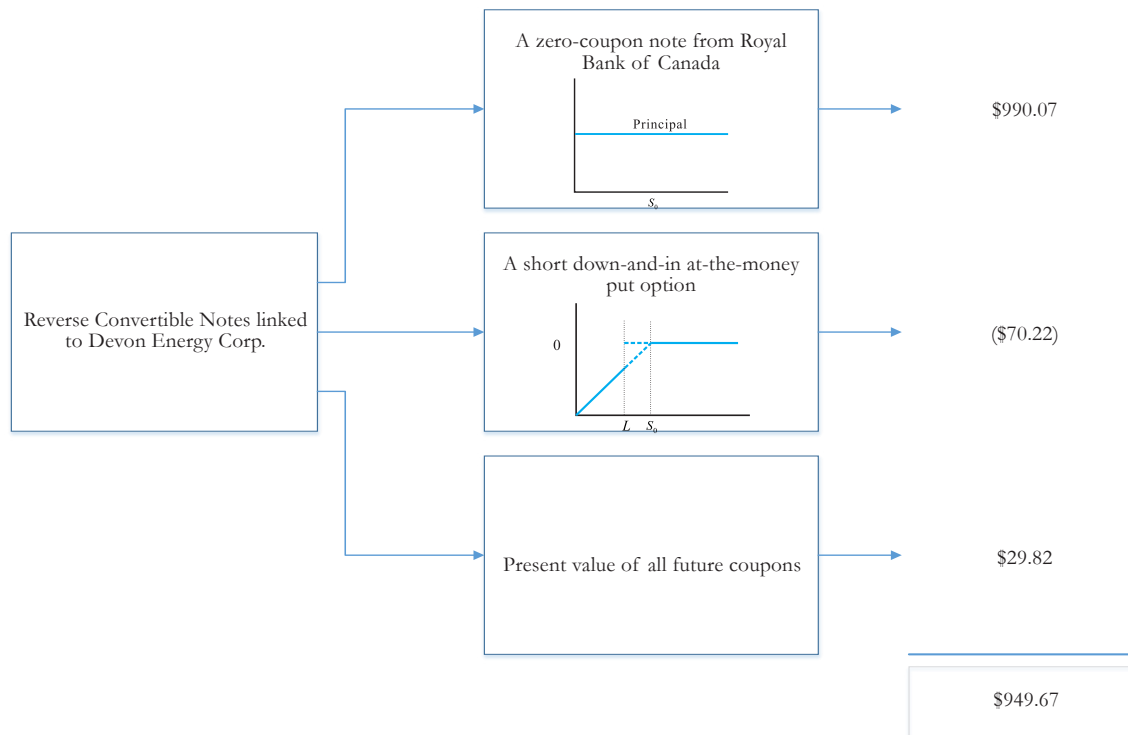 A zero-coupon note from Royal
Bank of Canada
Principal
S₀
$990.07
Reverse Convertible Notes linked
to Devon Energy Corp.
A short down-and-in at-the-money
put option
0
L S₀
($70.22)
Present value of all future coupons
$29.82
$949.67